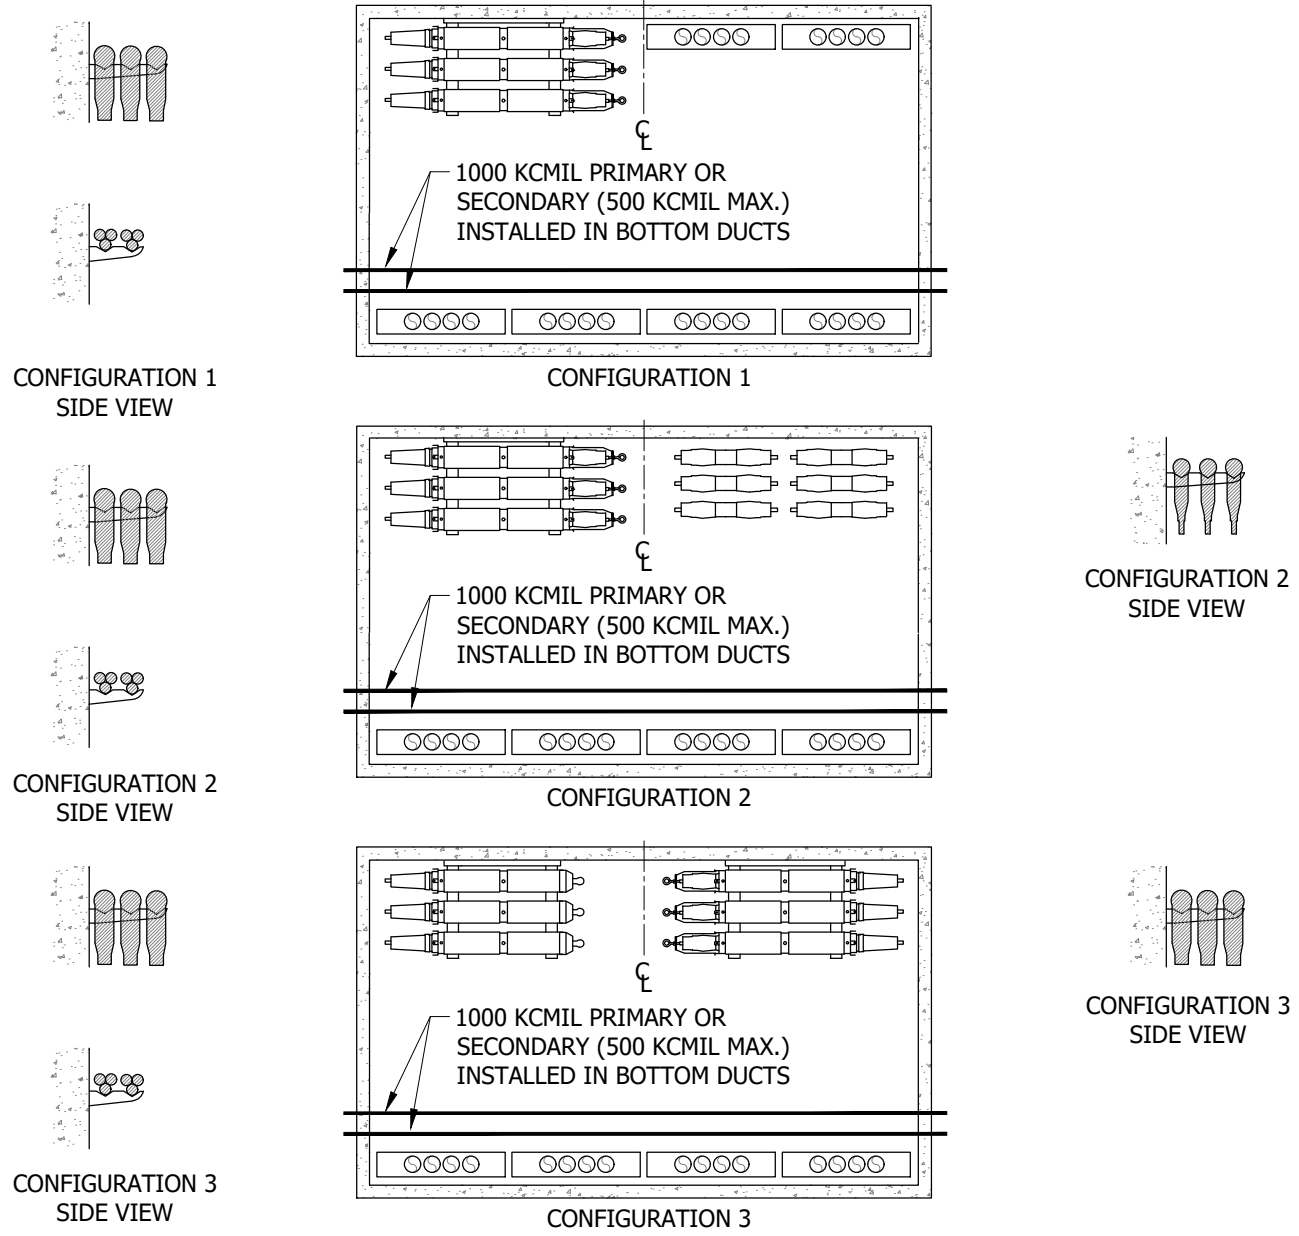 ℄
1000 KCMIL PRIMARY OR
SECONDARY (500 KCMIL MAX.)
INSTALLED IN BOTTOM DUCTS
CONFIGURATION 1
SIDE VIEW
CONFIGURATION 1
℄
1000 KCMIL PRIMARY OR
SECONDARY (500 KCMIL MAX.)
INSTALLED IN BOTTOM DUCTS
CONFIGURATION 2
SIDE VIEW
CONFIGURATION 2
SIDE VIEW
CONFIGURATION 2
℄
1000 KCMIL PRIMARY OR
SECONDARY (500 KCMIL MAX.)
INSTALLED IN BOTTOM DUCTS
CONFIGURATION 3
SIDE VIEW
CONFIGURATION 3
SIDE VIEW
CONFIGURATION 3